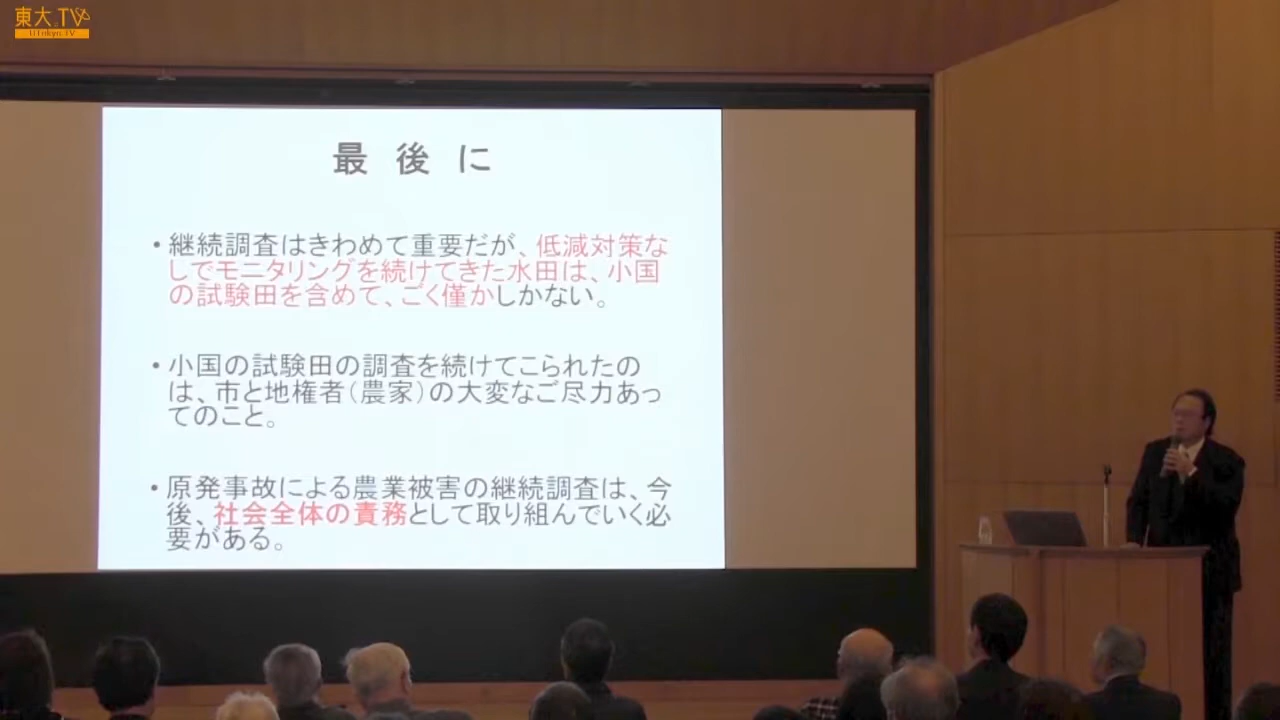 東大.TV
UTokyo.TV
最後に
・継続調査はきわめて重要だが、低減対策な
しでモニタリングを続けてきた水田は、小国
の試験田を含めて、ごく僅かしかない。
・小国の試験田の調査を続けてこられたの
は、市と地権者（農家）の大変なご尽力あっ
てのこと。
・原発事故による農業被害の継続調査は、今
後、社会全体の責務として取り組んでいく必
要がある。